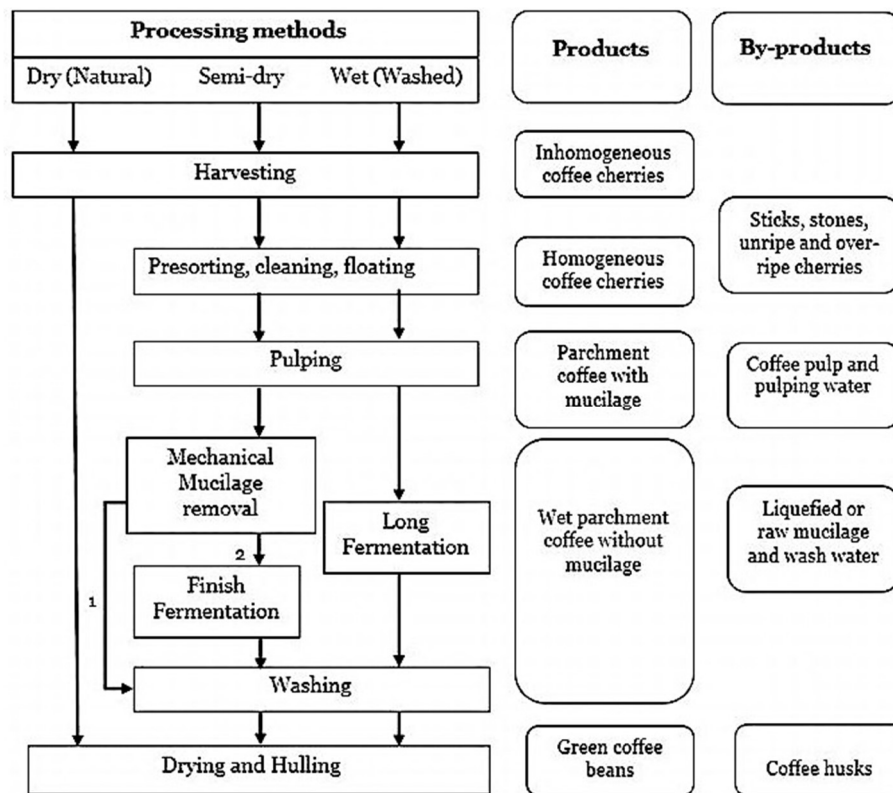 Processing methods
Dry (Natural)
Semi-dry
Wet (Washed)
Products
By-products
Harvesting
Inhomogeneous
coffee cherries
Presorting, cleaning, floating
Homogeneous
coffee cherries
Sticks, stones,
unripe and over-
ripe cherries
Pulping
Parchment
coffee with
mucilage
Coffee pulp and
pulping water
Mechanical
Mucilage
removal
1
2
Finish
Fermentation
Long
Fermentation
Wet parchment
coffee without
mucilage
Liquefied or
raw mucilage
and wash water
Washing
Drying and Hulling
Green coffee
beans
Coffee husks